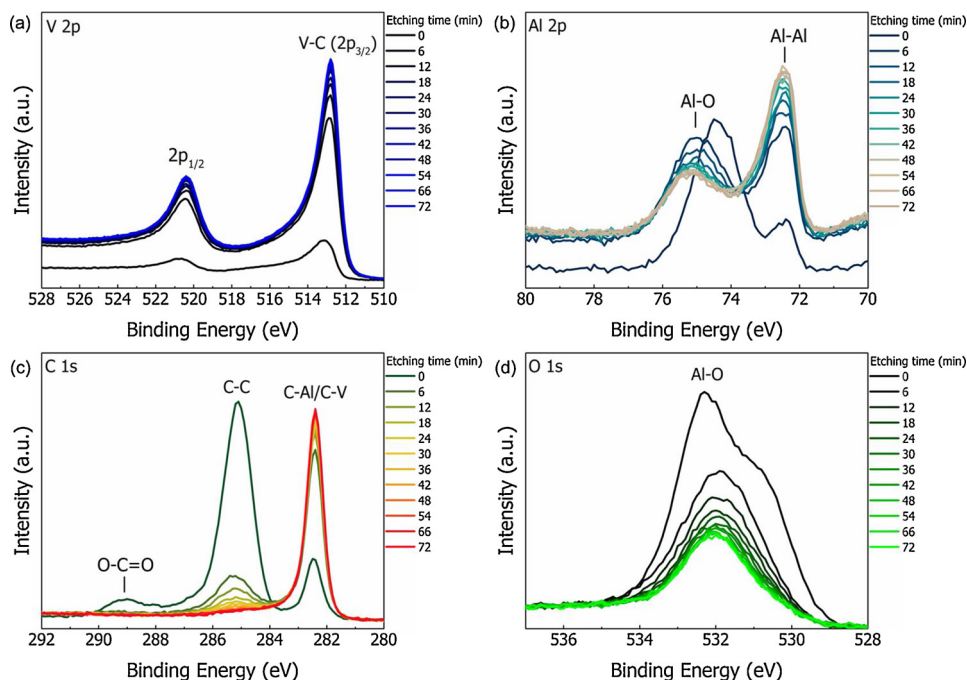 (a) V 2p
V-C (2p3/2)
2p1/2
Intensity (a.u.)
528 526 524 522 520 518 516 514 512 510
Binding Energy (eV)
Etching time (min)
0
6
12
18
24
30
36
42
48
54
66
72
(b) Al 2p
Al-Al
Al-O
Intensity (a.u.)
80 78 76 74 72 70
Binding Energy (eV)
Etching time (min)
0
6
12
18
24
30
36
42
48
54
66
72
(c) C 1s
C-C
C-Al/C-V
O-C=O
Intensity (a.u.)
292 290 288 286 284 282 280
Binding Energy (eV)
Etching time (min)
0
6
12
18
24
30
36
42
48
54
66
72
(d) O 1s
Al-O
Intensity (a.u.)
536 534 532 530 528
Binding Energy (eV)
Etching time (min)
0
6
12
18
24
30
36
42
48
54
66
72